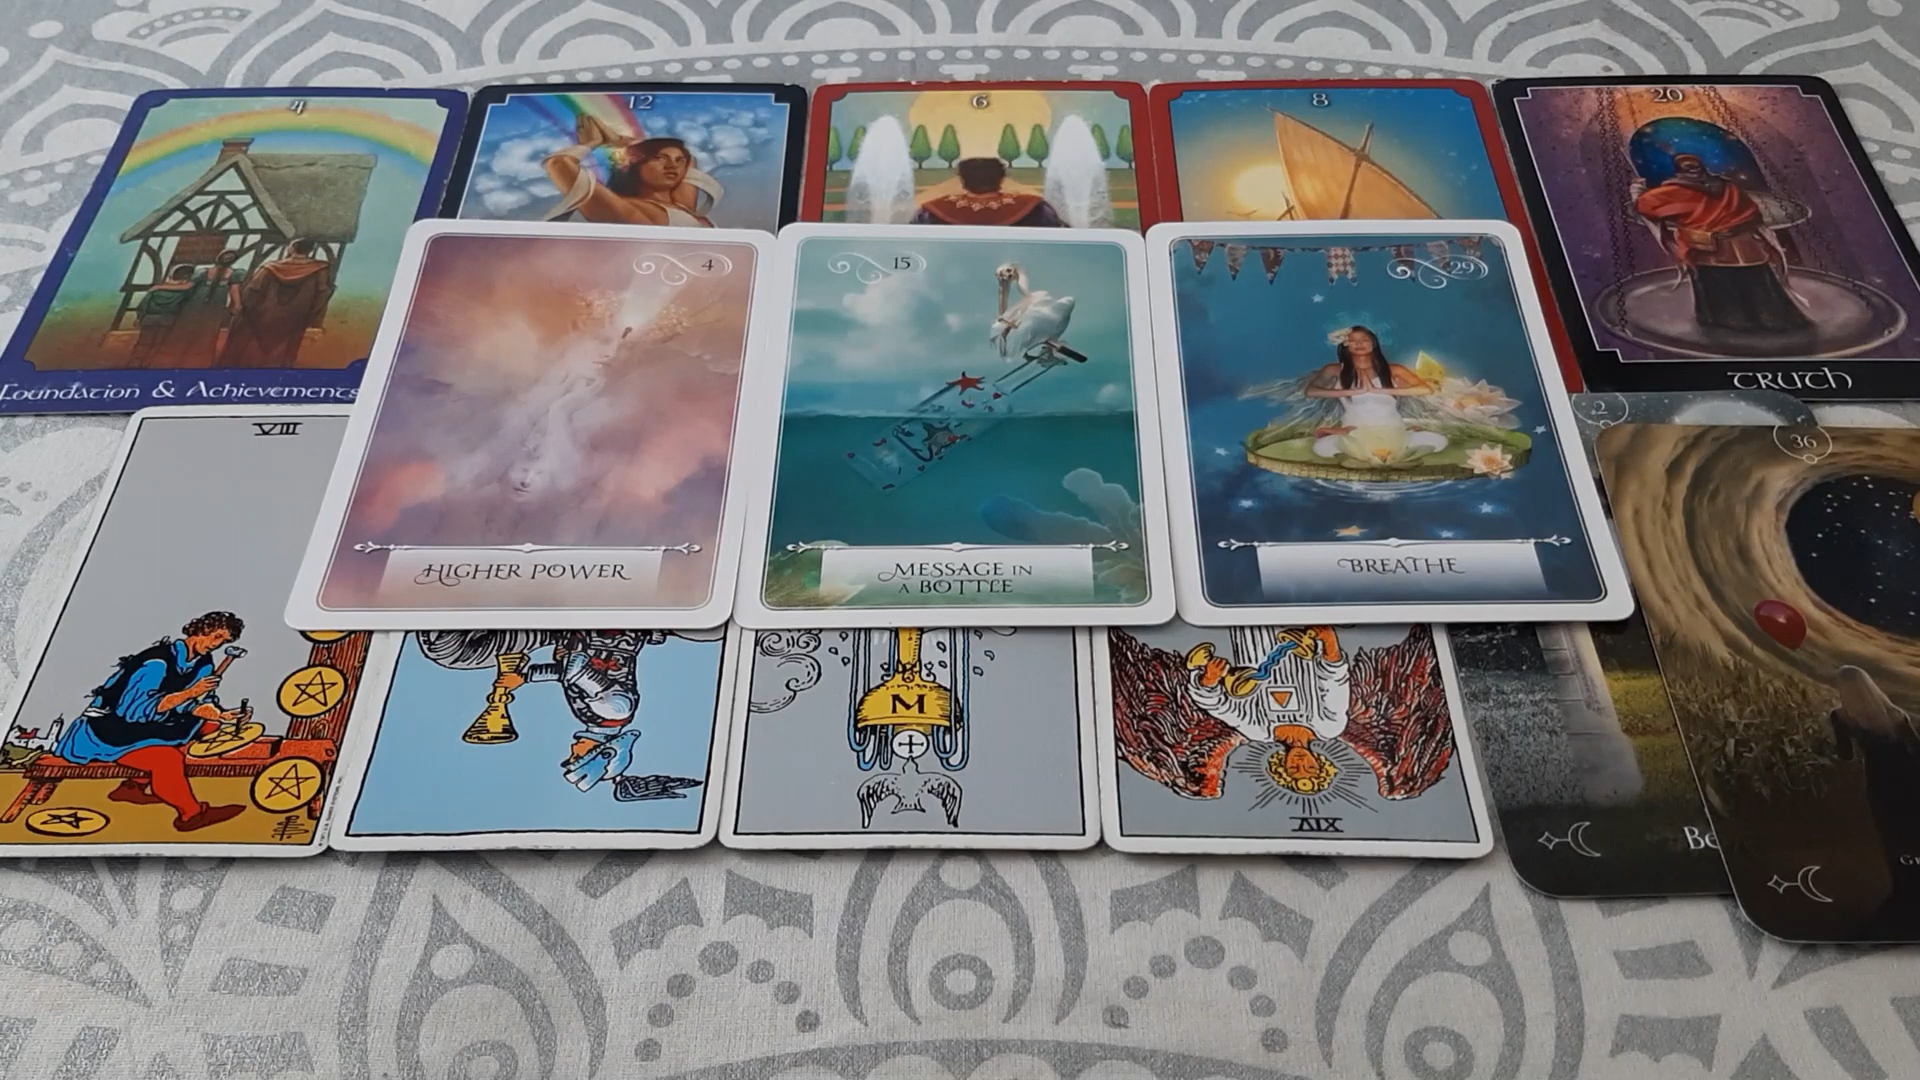 4
12
6
8
20
Foundation & Achievements
TRUTH
4
15
29
HIGHER POWER
MESSAGE IN
A BOTTLE
BREATHE
2
36
VIII
M
XIV